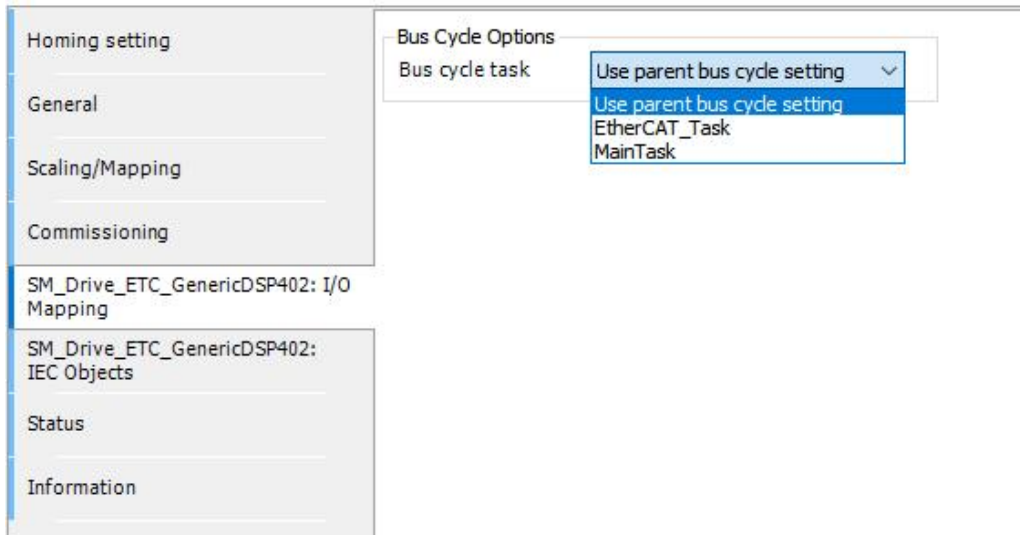 Homing setting
General
Scaling/Mapping
Commissioning
SM_Drive_ETC_GenericDSP402: I/O
Mapping
SM_Drive_ETC_GenericDSP402:
IEC Objects
Status
Information
Bus Cycle Options
Bus cycle task
Use parent bus cycle setting
Use parent bus cycle setting
EtherCAT_Task
MainTask